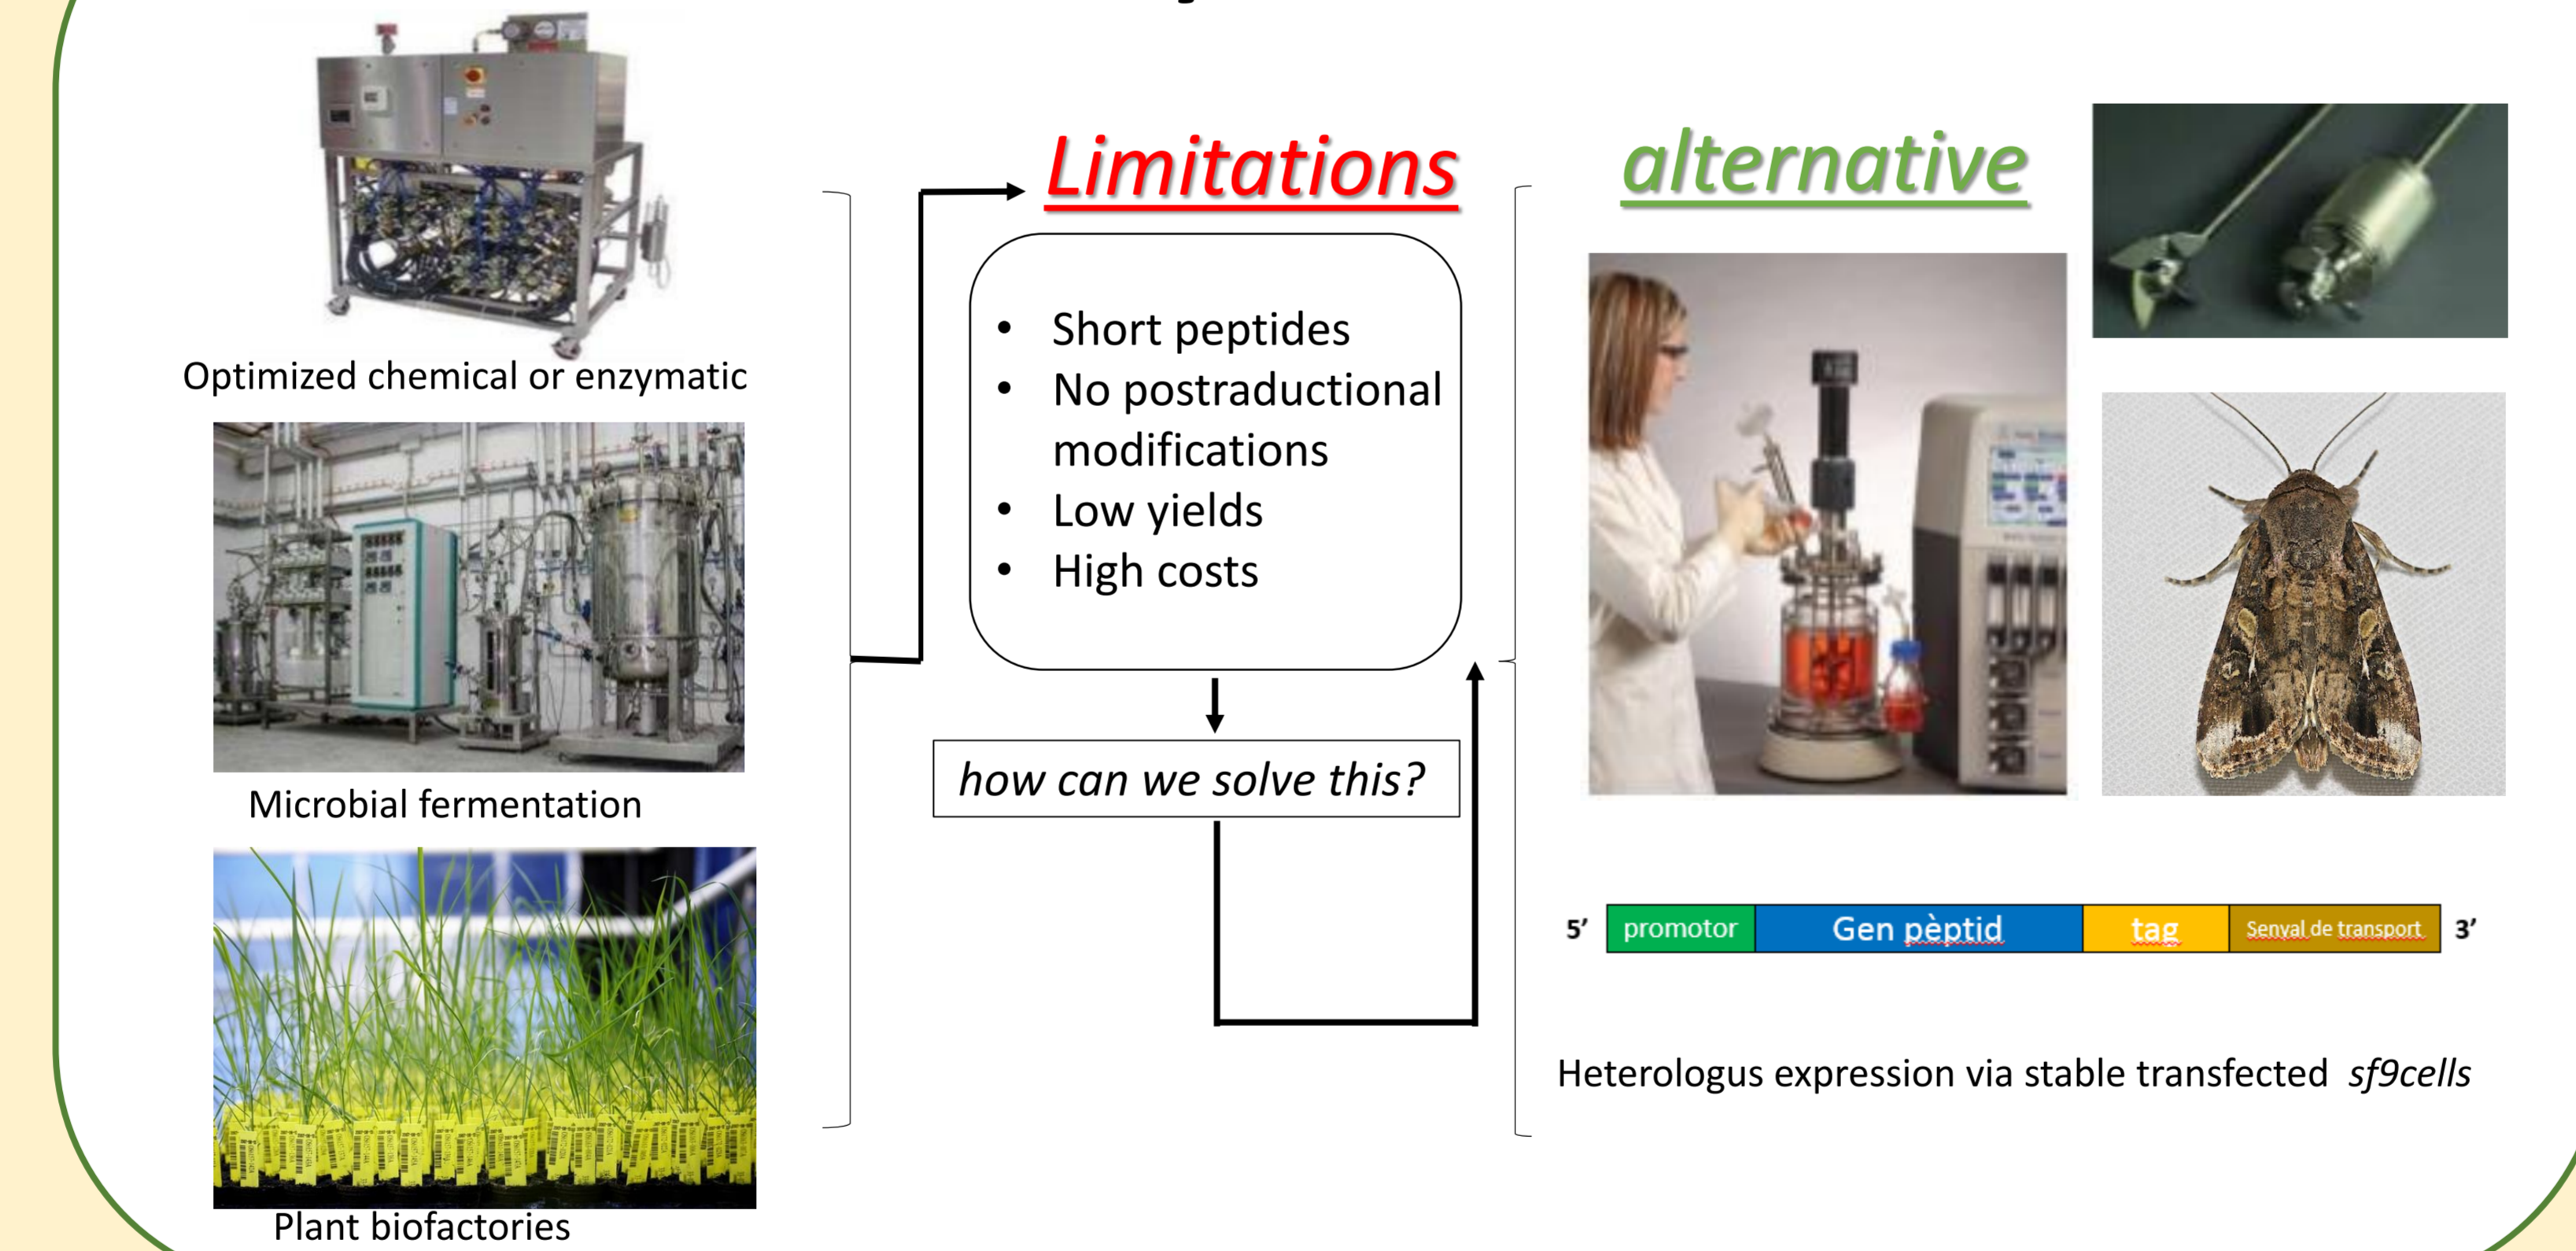 Optimized chemical or enzymatic
Microbial fermentation
Plant biofactories
Limitations
• Short peptides
• No postraductional
modifications
• Low yields
• High costs
how can we solve this?
alternative
5’ promotor Gen pèptid tag Senyal de transport 3’
Heterologus expression via stable transfected sf9cells